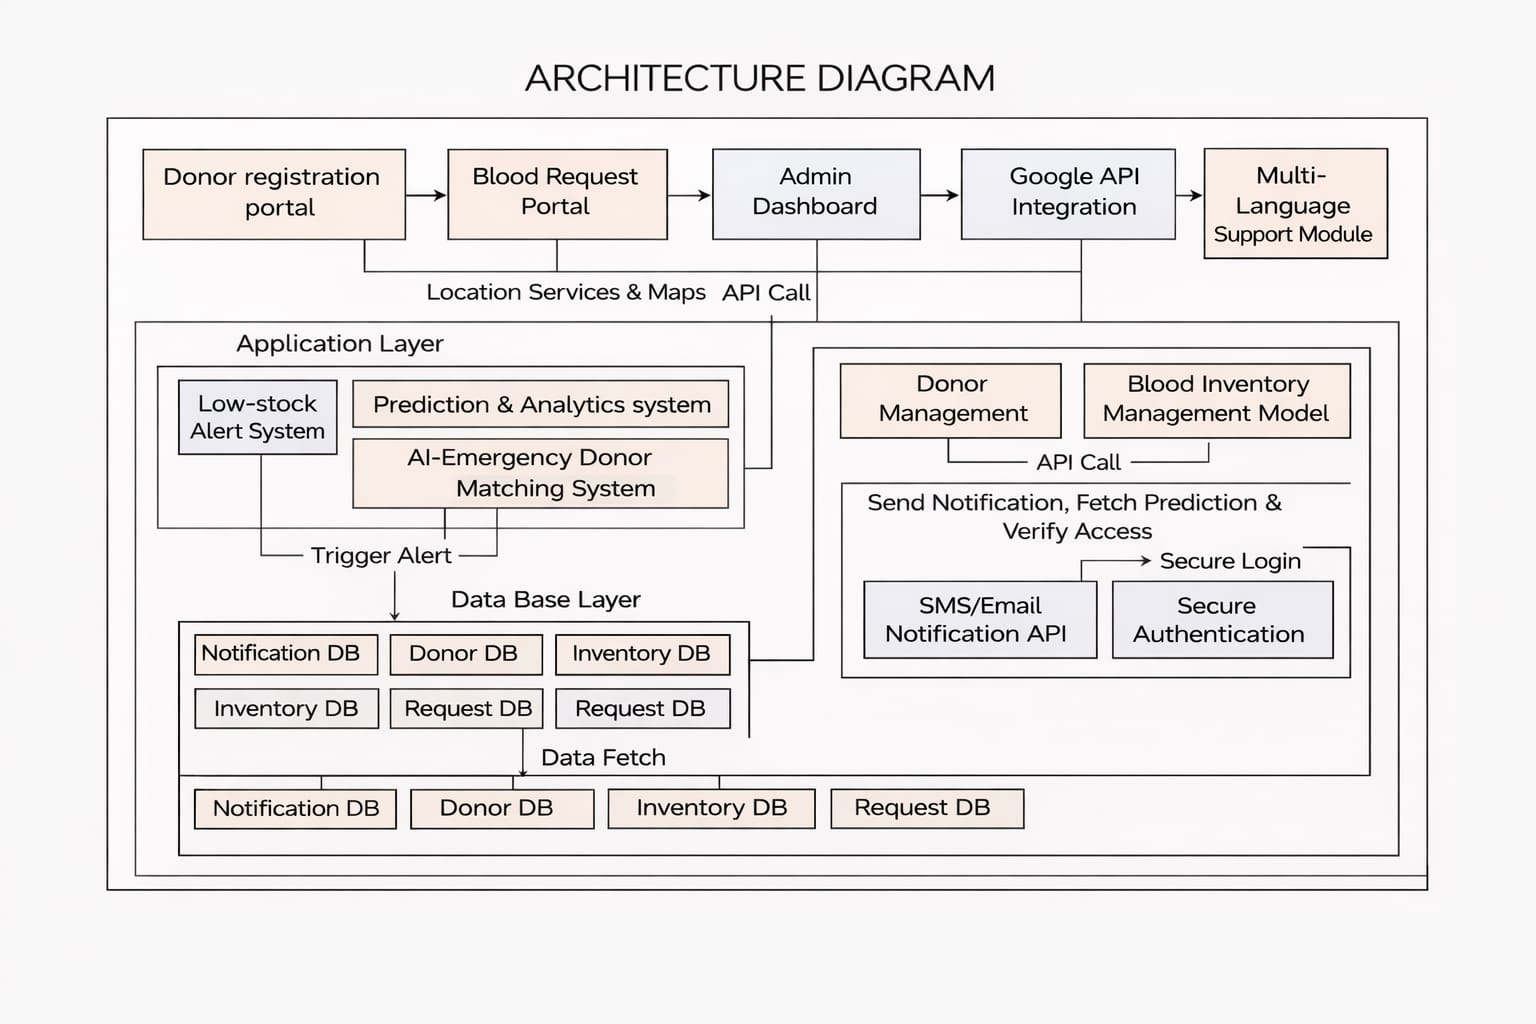 ARCHITECTURE DIAGRAM
Donor registration
portal
Blood Request
Portal
Admin
Dashboard
Google API
Integration
Multi-
Language
Support Module
Location Services & Maps
API Call
Application Layer
Low-stock
Alert System
Prediction & Analytics system
AI-Emergency Donor
Matching System
Trigger Alert
Donor
Management
Blood Inventory
Management Model
API Call
Send Notification, Fetch Prediction &
Verify Access
Secure Login
SMS/Email
Notification API
Secure
Authentication
Data Base Layer
Notification DB
Donor DB
Inventory DB
Inventory DB
Request DB
Request DB
Data Fetch
Notification DB
Donor DB
Inventory DB
Request DB